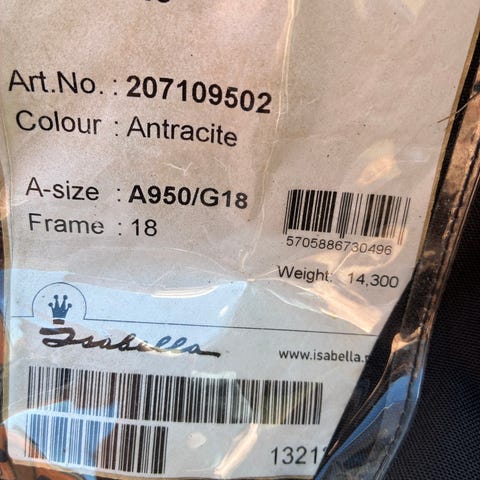 Art.No. : 207109502
Colour : Antracite
A-size : A950/G18
Frame : 18
5705886730496
Weight: 14,300
Isabella
www.isabella.
1321